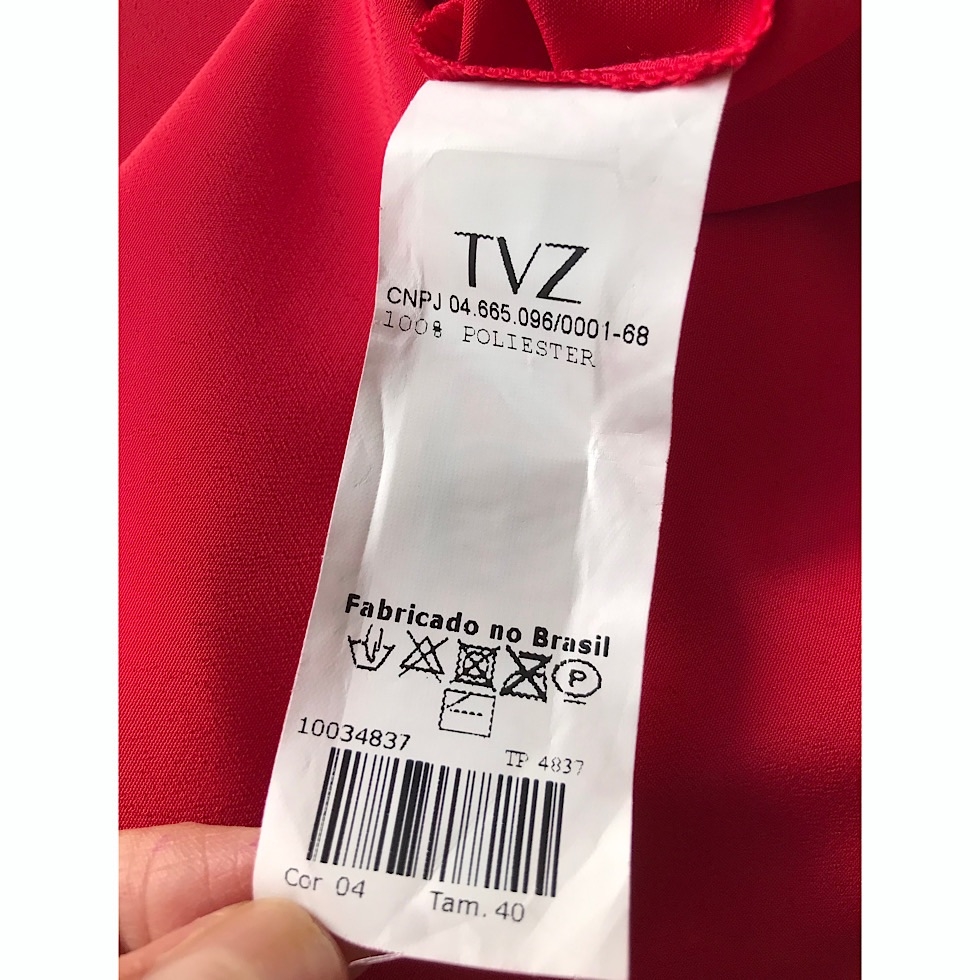 TVZ
CNPJ 04.665.096/0001-68
100% POLIESTER
Fabricado no Brasil
P
10034837
TP 4837
Cor 04
Tam. 40